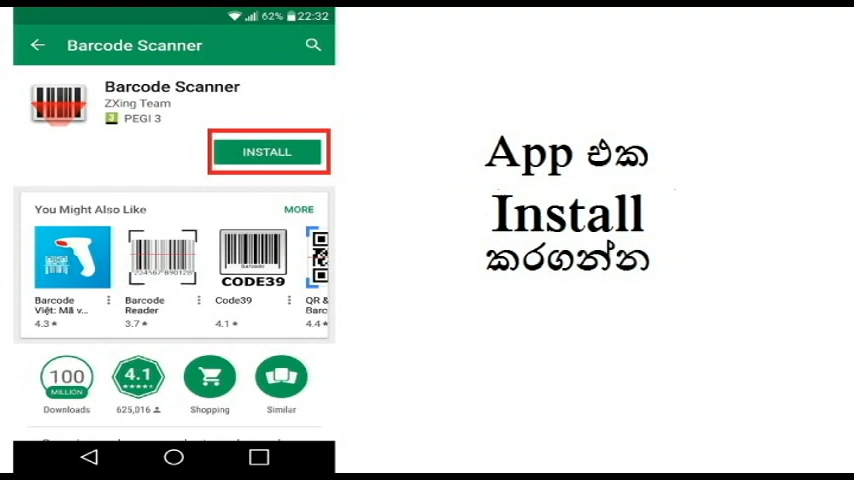 62% 22:32
Barcode Scanner
Barcode Scanner
ZXing Team
3 PEGI 3
INSTALL
You Might Also Like MORE
CODE39
Barcode Việt: Mã v...
4.3 ★
Barcode Reader
3.7 ★
Code39
4.1 ★
QR &
Barc
4.4 ★
100
MILLION
Downloads
4.1
625,016
Shopping
Similar
App එක
Install
කරගන්න